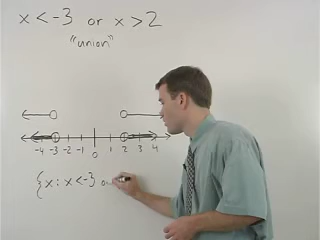 x < -3 or x > 2
"union"
-4 -3 -2 -1 0 1 2 3 4
{x : x < -3 o